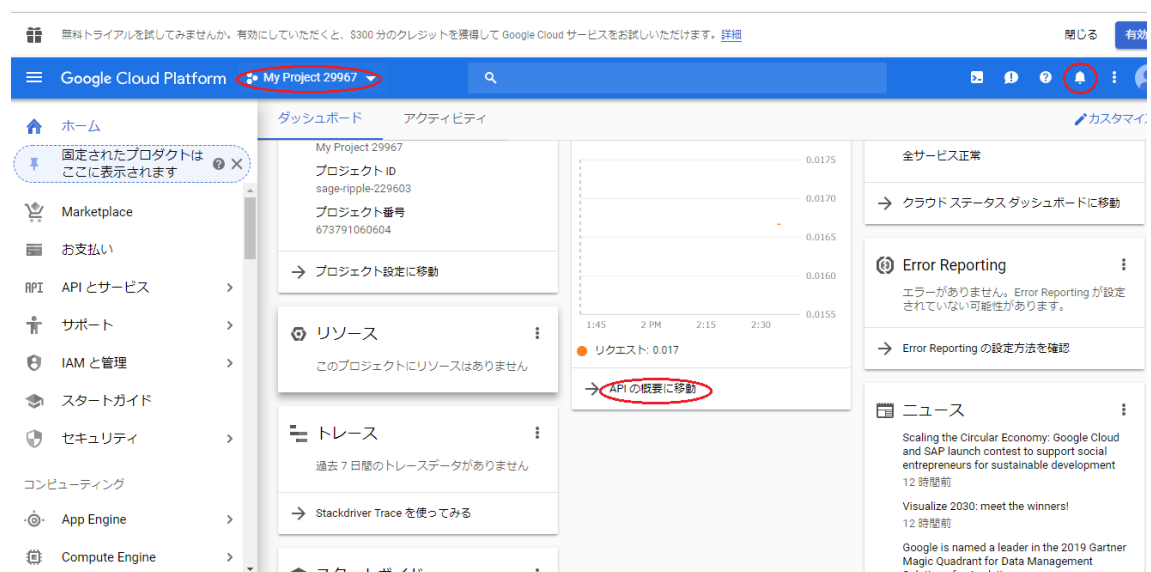 無料トライアルを試してみませんか。有効にしていただくと、$300 分のクレジットを獲得して Google Cloud サービスをお試しいただけます。詳細
閉じる
Google Cloud Platform
My Project 29967
ホーム
固定されたプロダクトは
ここに表示されます
Marketplace
お支払い
API
API とサービス
サポート
IAM と管理
スタートガイド
セキュリティ
コンピューティング
App Engine
Compute Engine
ダッシュボード
アクティビティ
My Project 29967
プロジェクト ID
sage-ripple-229603
プロジェクト番号
673791060604
プロジェクト設定に移動
リソース
このプロジェクトにリソースはありません
トレース
過去 7 日間のトレースデータがありません
Stackdriver Trace を使ってみる
0.0175
0.0170
0.0165
0.0160
0.0155
1:45 2 PM 2:15 2:30
リクエスト: 0.017
API の概要に移動
全サービス正常
クラウド ステータス ダッシュボードに移動
Error Reporting
エラーがありません。Error Reporting が設定
されていない可能性があります。
Error Reporting の設定方法を確認
ニュース
Scaling the Circular Economy: Google Cloud
and SAP launch contest to support social
entrepreneurs for sustainable development
12 時間前
Visualize 2030: meet the winners!
12 時間前
Google is named a leader in the 2019 Gartner
Magic Quadrant for Data Management